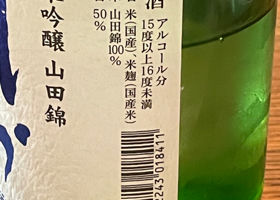 酒
アルコール分
15度以上16度未満
米(国産)、米麹(国産米)
山田錦100%
50%
吟醸 山田錦
2243018411